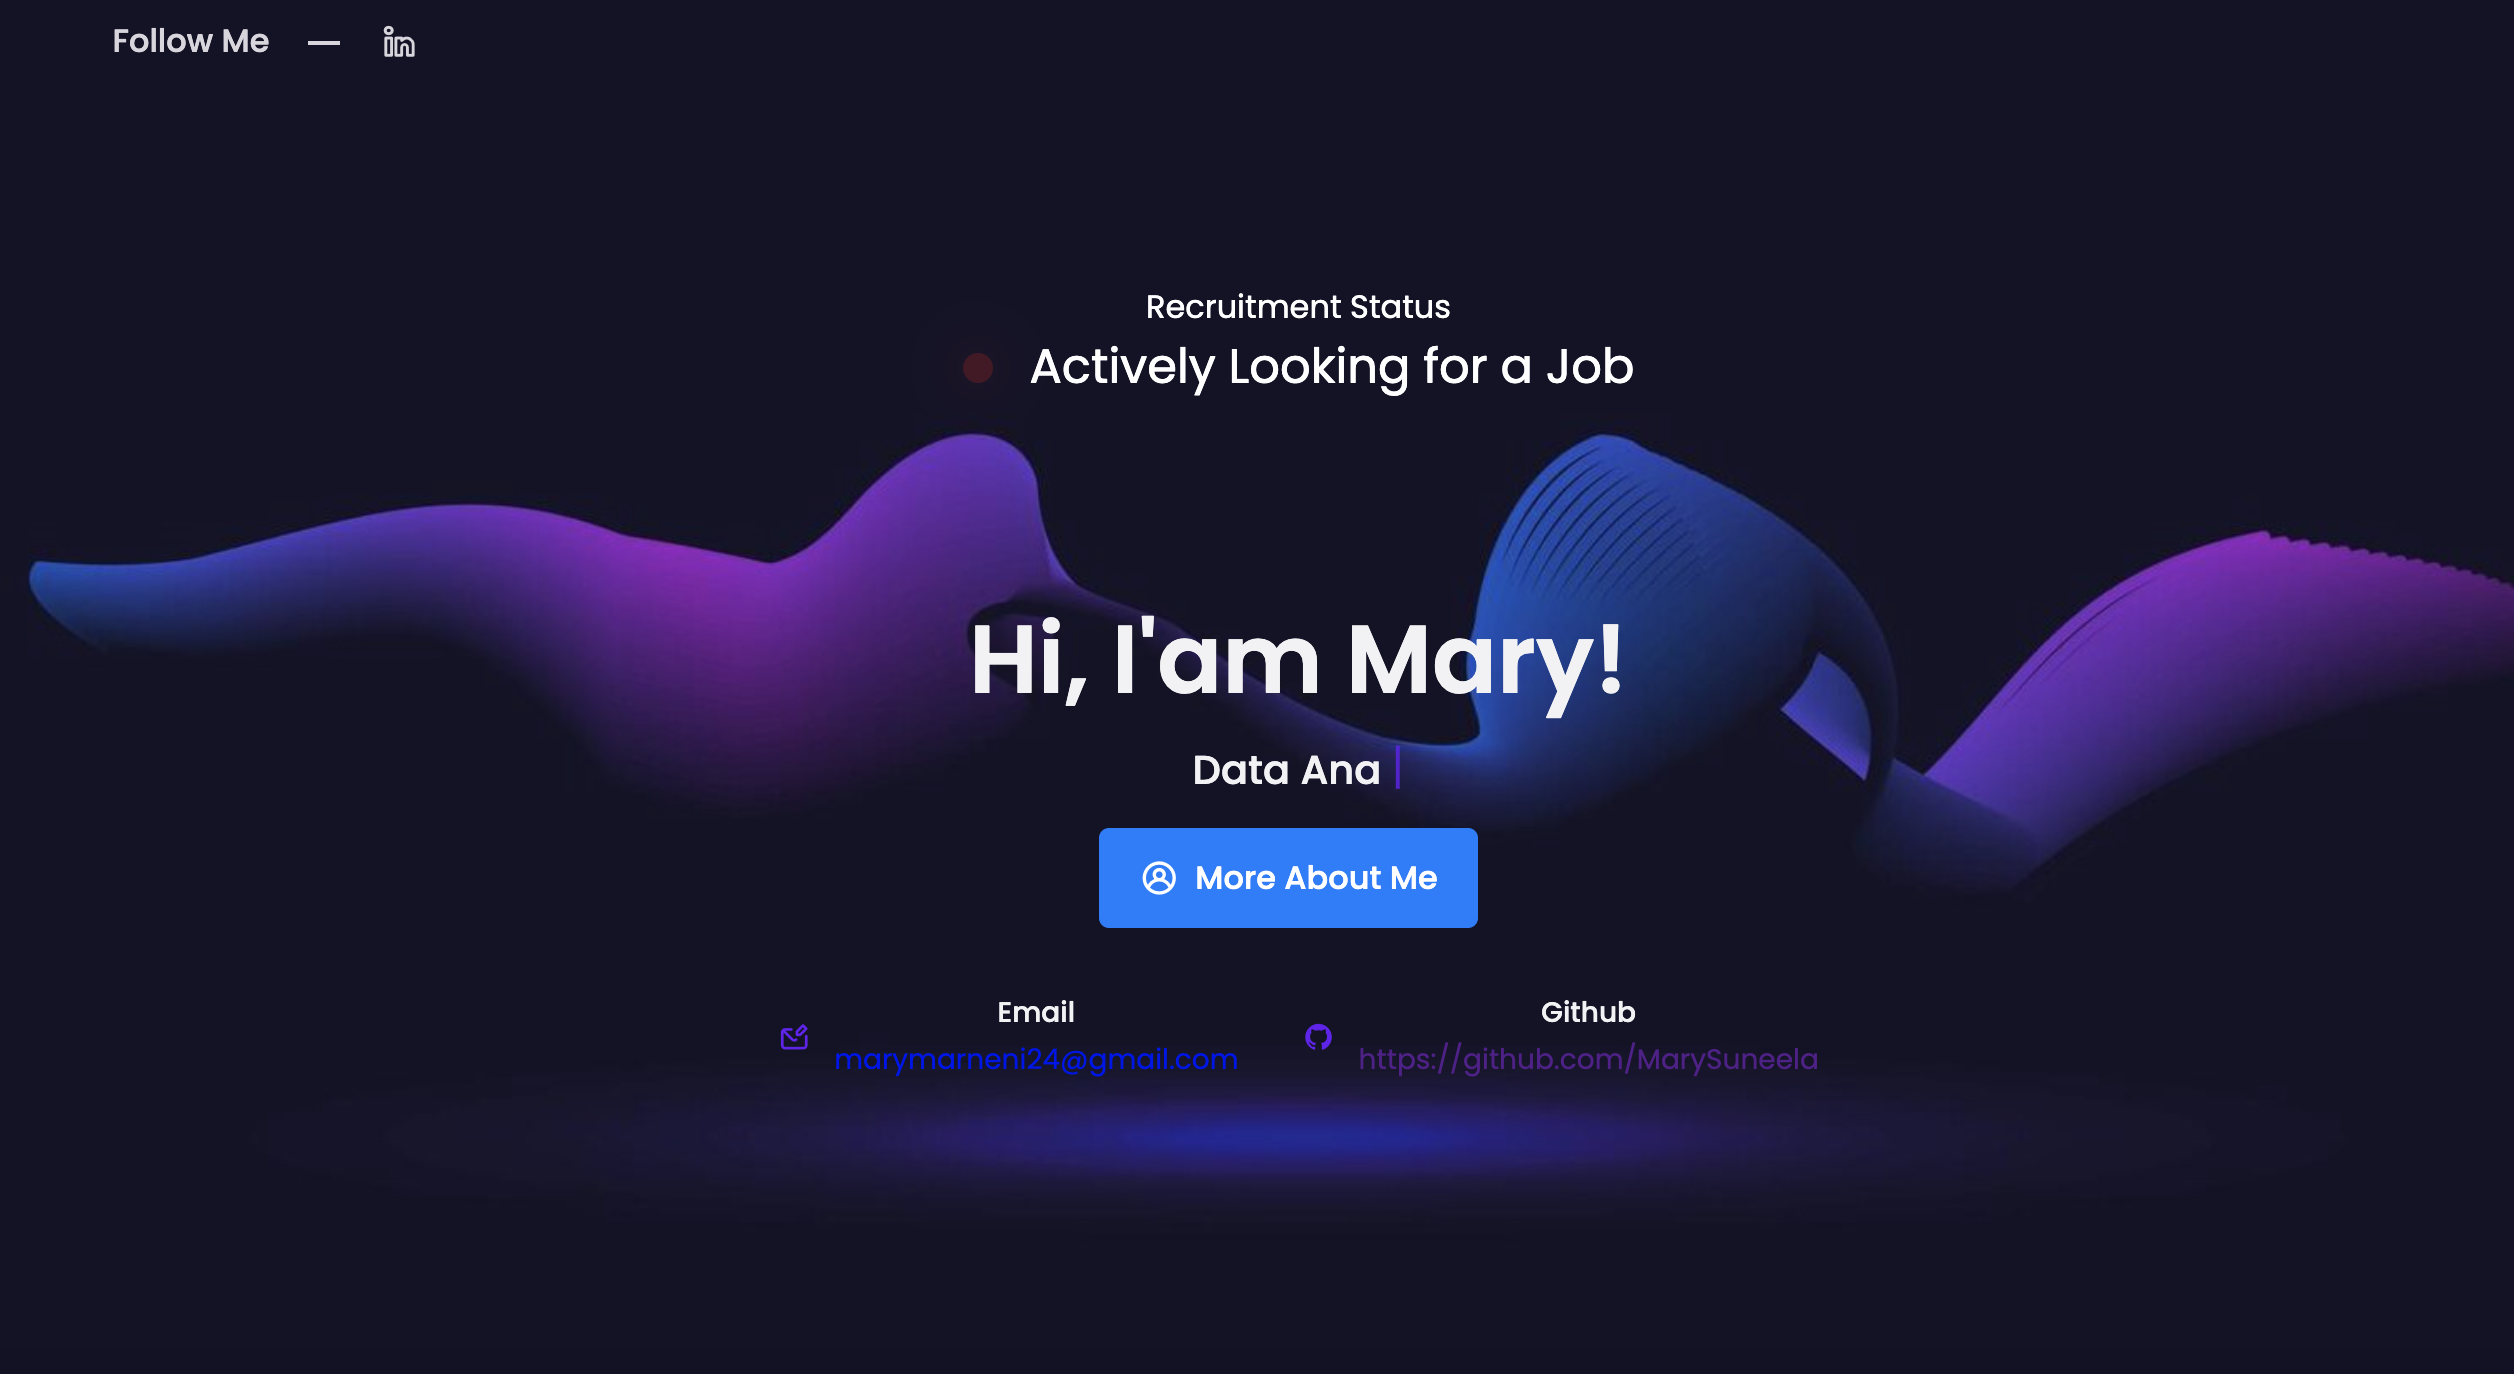 Follow Me
in
Recruitment Status
Actively Looking for a Job
Hi, I'am Mary!
Data Ana
More About Me
Email
marymarneni24@gmail.com
Github
https://github.com/MarySuneela